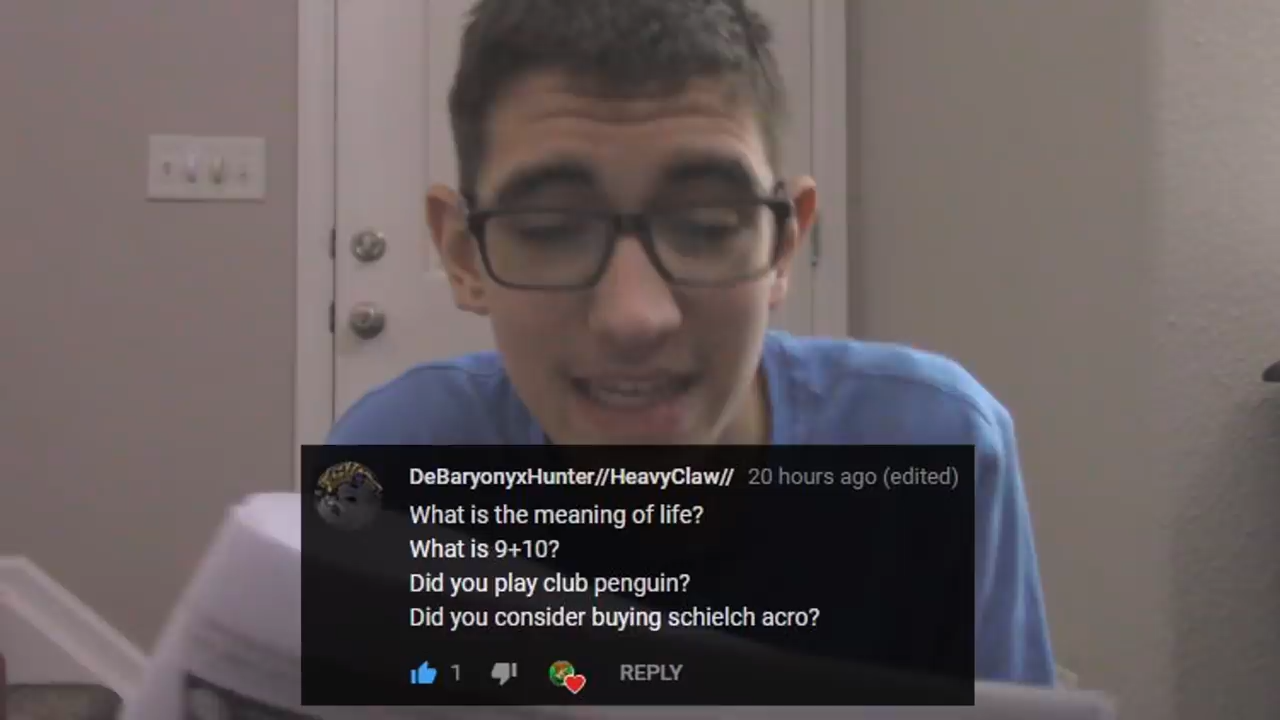 DeBaryonyxHunter//HeavyClaw// 20 hours ago (edited)
What is the meaning of life?
What is 9+10?
Did you play club penguin?
Did you consider buying schielch acro?
1 REPLY